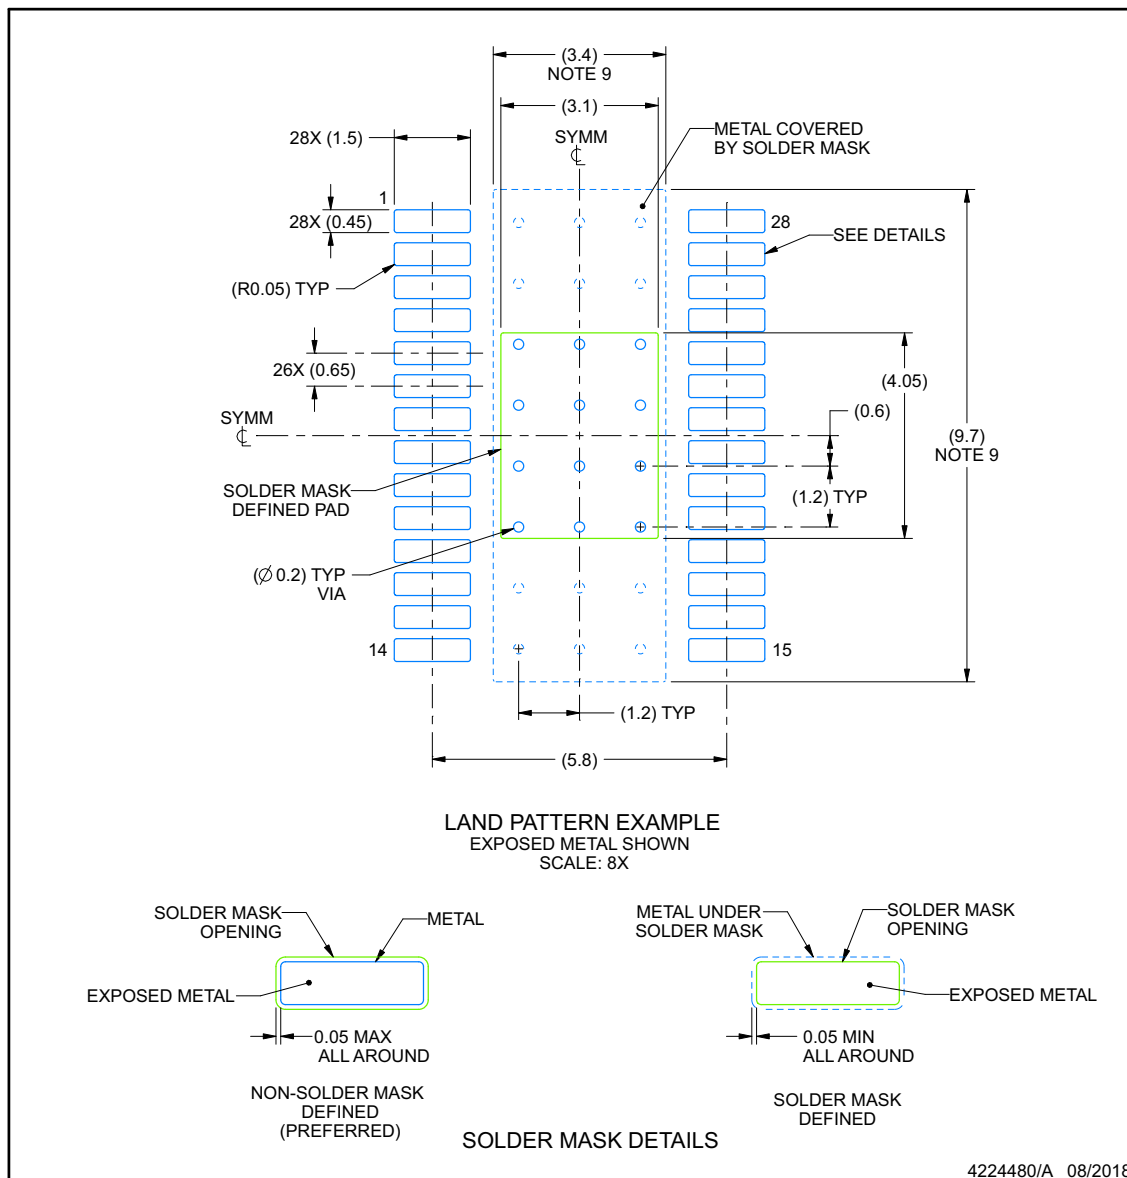 (3.4)
NOTE 9
(3.1)
SYMM
℄
METAL COVERED
BY SOLDER MASK
28X (1.5)
1
28X (0.45)
28
SEE DETAILS
(R0.05) TYP
26X (0.65)
(4.05)
(0.6)
SYMM
℄
(9.7)
NOTE 9
SOLDER MASK
DEFINED PAD
(1.2) TYP
(Ø 0.2) TYP
VIA
14
15
(1.2) TYP
(5.8)
LAND PATTERN EXAMPLE
EXPOSED METAL SHOWN
SCALE: 8X
SOLDER MASK
OPENING
METAL
EXPOSED METAL
0.05 MAX
ALL AROUND
NON-SOLDER MASK
DEFINED
(PREFERRED)
METAL UNDER
SOLDER MASK
SOLDER MASK
OPENING
EXPOSED METAL
0.05 MIN
ALL AROUND
SOLDER MASK
DEFINED
SOLDER MASK DETAILS
4224480/A 08/2018